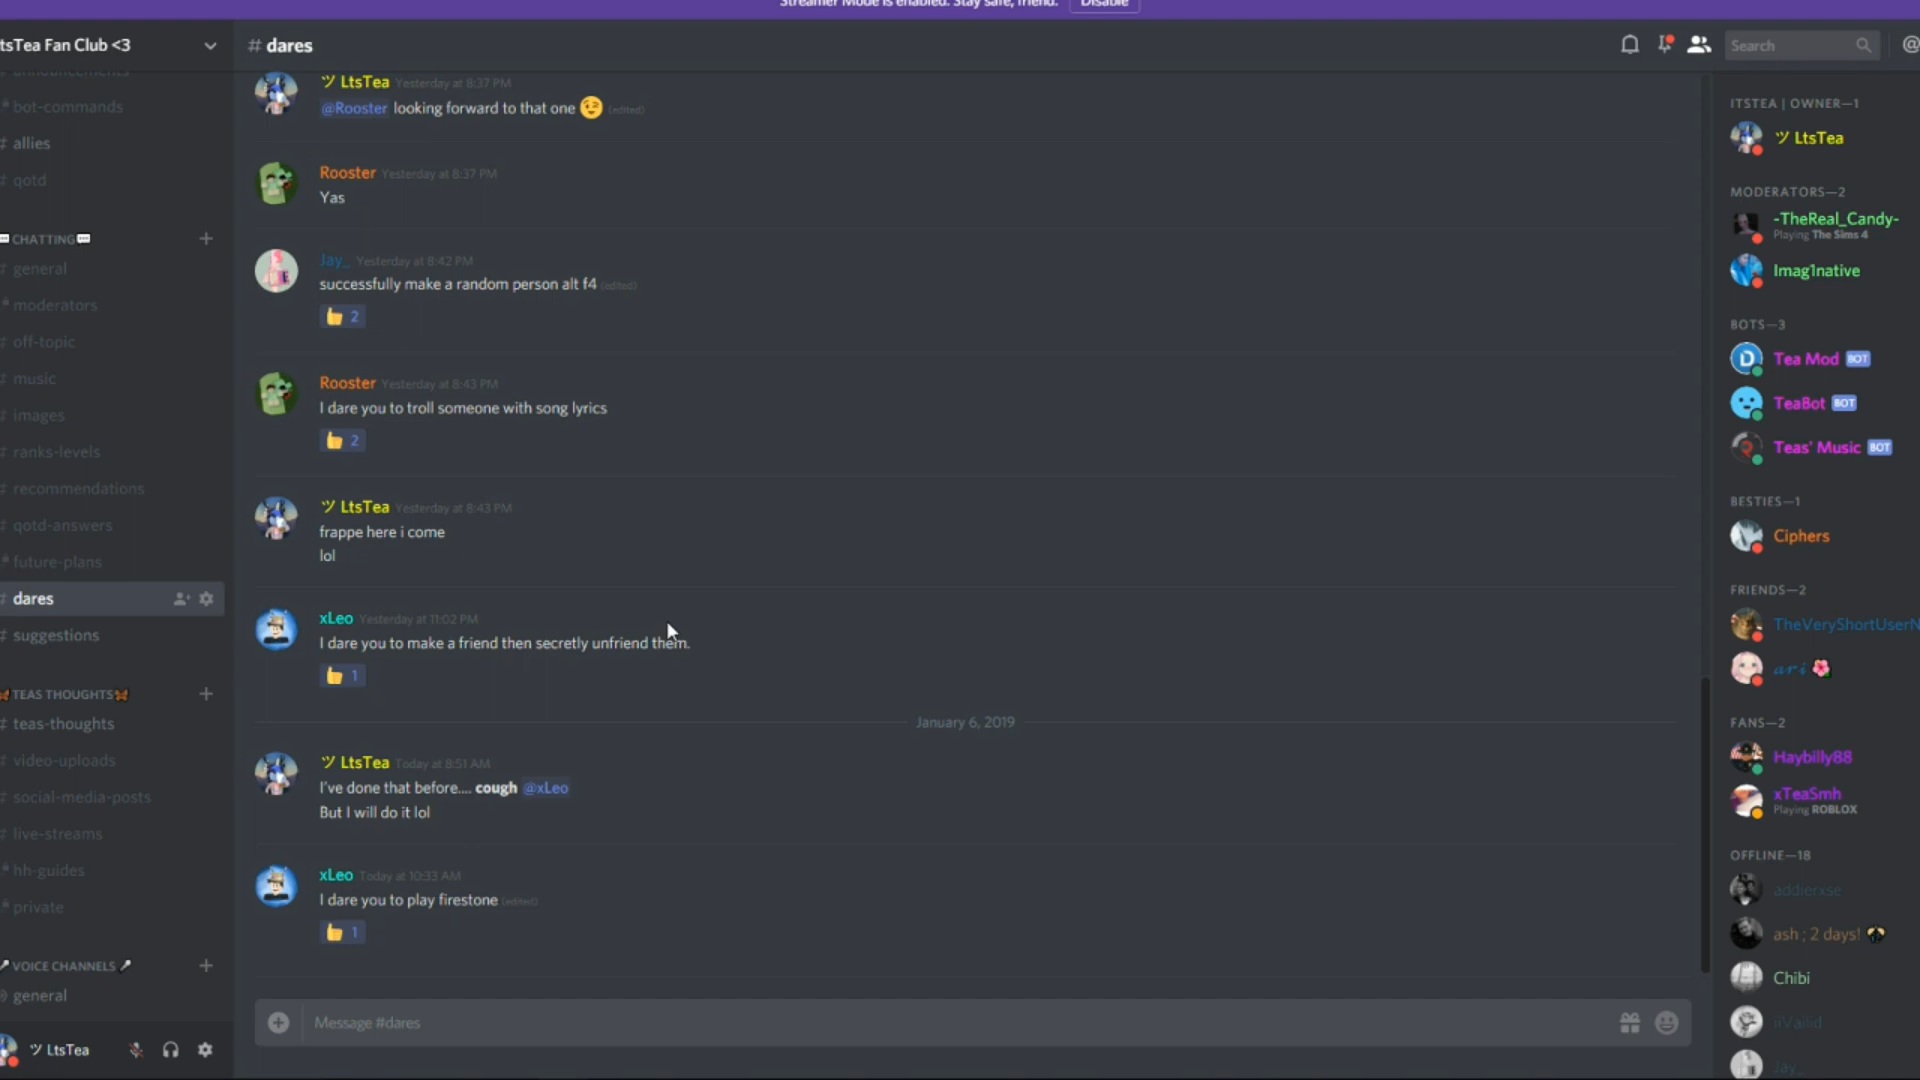 Streamer Mode is enabled. Stay safe, friend. Disable
tsTea Fan Club <3
# dares
Search
announcements
bot-commands
# allies
# qotd
CHATTING
# general
moderators
# off-topic
# music
# images
# ranks-levels
# recommendations
# qotd-answers
future-plans
# dares
# suggestions
TEAS THOUGHTS
# teas-thoughts
# video-uploads
# social-media-posts
# live-streams
hh-guides
private
VOICE CHANNELS
general
ツ LtsTea
ツ LtsTea Yesterday at 8:37 PM
@Rooster looking forward to that one 😉 (edited)
Rooster Yesterday at 8:37 PM
Yas
Jay_ Yesterday at 8:42 PM
successfully make a random person alt f4 (edited)
👍 2
Rooster Yesterday at 8:43 PM
I dare you to troll someone with song lyrics
👍 2
ツ LtsTea Yesterday at 8:43 PM
frappe here i come
lol
xLeo Yesterday at 11:02 PM
I dare you to make a friend then secretly unfriend them.
👍 1
January 6, 2019
ツ LtsTea Today at 8:51 AM
I've done that before.... cough @xLeo
But I will do it lol
xLeo Today at 10:33 AM
I dare you to play firestone (edited)
👍 1
Message #dares
ITSTEA | OWNER—1
ツ LtsTea
MODERATORS—2
-TheReal_Candy-
Playing The Sims 4
Imag1native
BOTS—3
Tea Mod BOT
TeaBot BOT
Teas' Music BOT
BESTIES—1
Ciphers
FRIENDS—2
TheVeryShortUserN
ari 🌺
FANS—2
Haybilly88
xTeaSmh
Playing ROBLOX
OFFLINE—18
addierxse
ash ; 2 days!
Chibi
Jay_